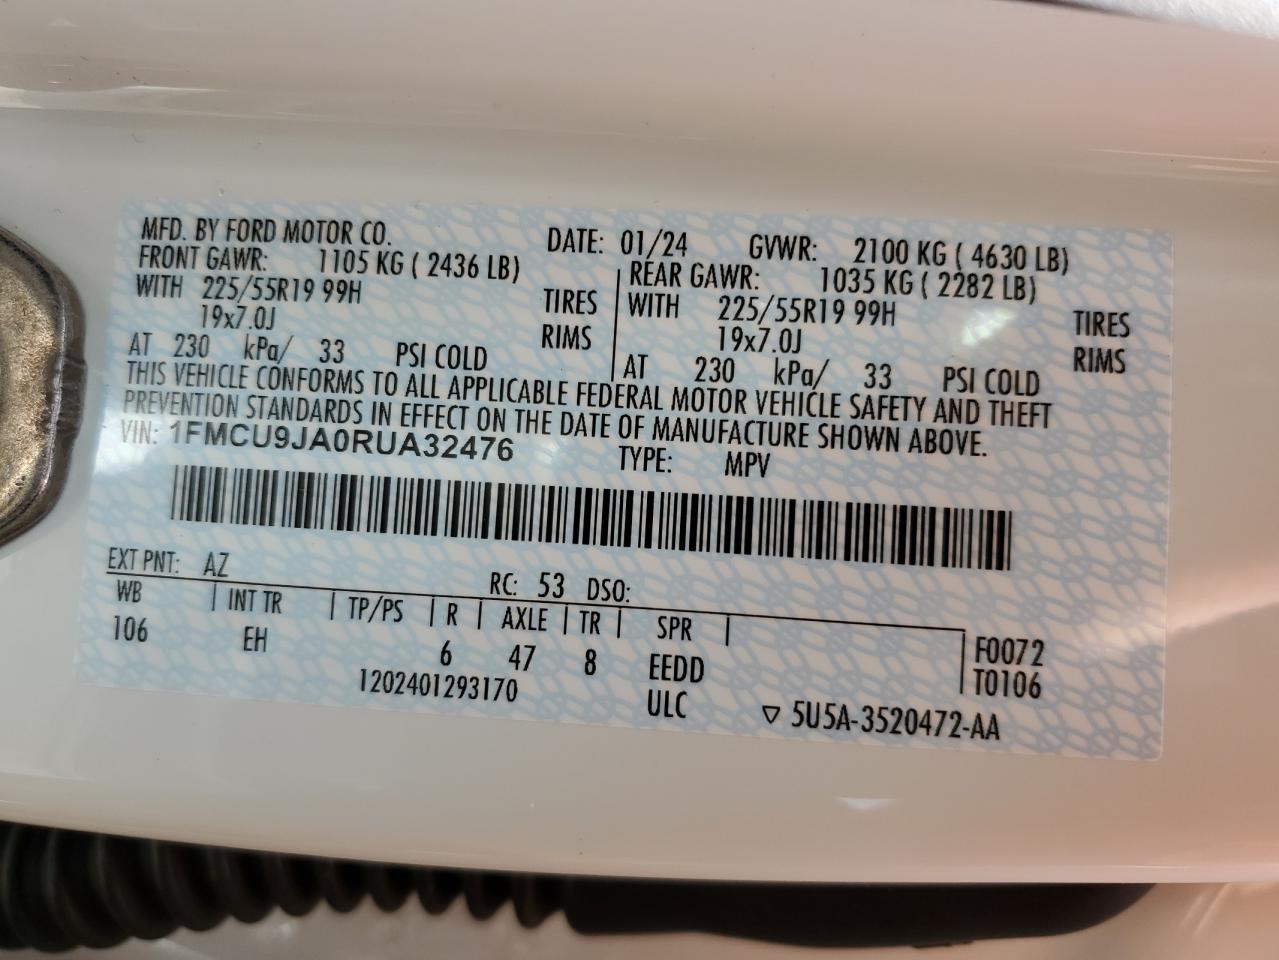 MFD. BY FORD MOTOR CO. DATE: 01/24 GVWR: 2100 KG ( 4630 LB)
FRONT GAWR: 1105 KG ( 2436 LB) REAR GAWR: 1035 KG ( 2282 LB)
WITH 225/55R19 99H TIRES WITH 225/55R19 99H TIRES
19x7.0J RIMS 19x7.0J RIMS
AT 230 kPa/ 33 PSI COLD AT 230 kPa/ 33 PSI COLD
THIS VEHICLE CONFORMS TO ALL APPLICABLE FEDERAL MOTOR VEHICLE SAFETY AND THEFT
PREVENTION STANDARDS IN EFFECT ON THE DATE OF MANUFACTURE SHOWN ABOVE.
VIN: 1FMCU9JA0RUA32476 TYPE: MPV
EXT PNT: AZ RC: 53 DSO:
WB INT TR TP/PS R AXLE TR SPR F0072
106 EH 6 47 8 EEDD T0106
1202401293170 ULC ▽ 5U5A-3520472-AA